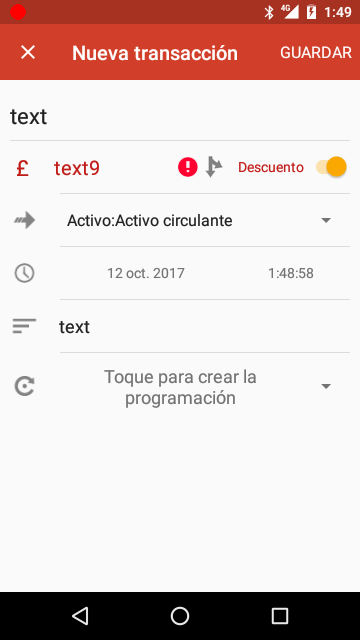 4G 1:49
Nueva transacción GUARDAR
text
£ text9 Descuento
Activo:Activo circulante
12 oct. 2017 1:48:58
text
Toque para crear la
programación